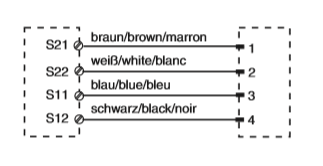 S21 braun/brown/marron 1
S22 weiß/white/blanc 2
S11 blau/blue/bleu 3
S12 schwarz/black/noir 4